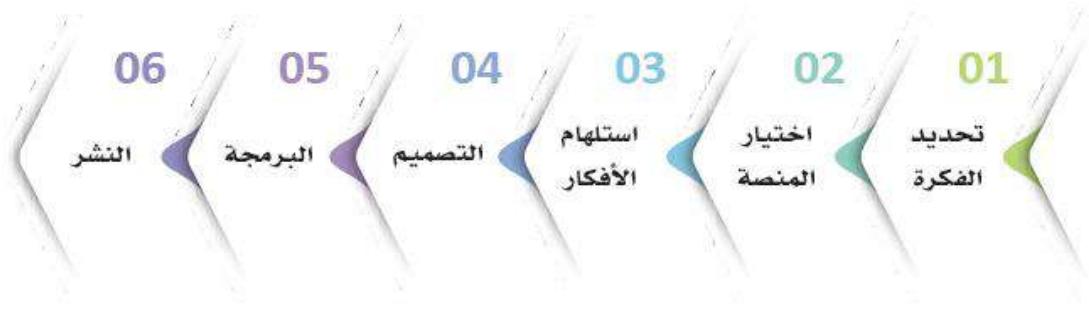 01
تحديد
الفكرة
02
اختيار
المنصة
03
استلهام
الأفكار
04
التصميم
05
البرمجة
06
النشر